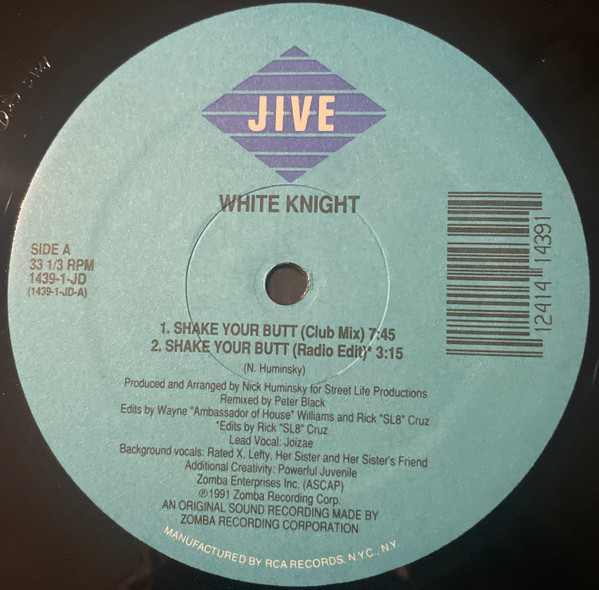 JIVE
WHITE KNIGHT
SIDE A
33 1/3 RPM
1439-1-JD
(1439-1-JD-A)
12414 14391
1. SHAKE YOUR BUTT (Club Mix) 7:45
2. SHAKE YOUR BUTT (Radio Edit)* 3:15
(N. Huminsky)
Produced and Arranged by Nick Huminsky for Street Life Productions
Remixed by Peter Black
Edits by Wayne "Ambassador of House" Williams and Rick "SL8" Cruz
*Edits by Rick "SL8" Cruz
Lead Vocal: Joizae
Background vocals: Rated X, Lefty, Her Sister and Her Sister's Friend
Additional Creativity: Powerful Juvenile
Zomba Enterprises Inc. (ASCAP)
℗1991 Zomba Recording Corp.
AN ORIGINAL SOUND RECORDING MADE BY
ZOMBA RECORDING CORPORATION
MANUFACTURED BY RCA RECORDS, N.Y.C., N.Y.